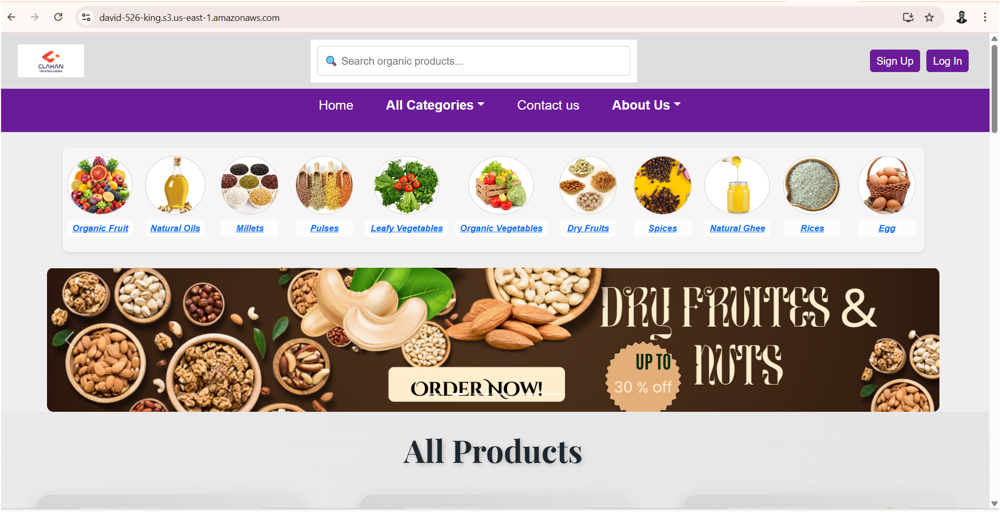 david-526-king.s3.us-east-1.amazonaws.com
CLAHAN
TECHNOLOGIES
Search organic products...
Sign Up Log In
Home All Categories Contact us About Us
Organic Fruit Natural Oils Millets Pulses Leafy Vegetables Organic Vegetables Dry Fruits Spices Natural Ghee Rices Egg
DRY FRUITES &
NUTS
UP TO
30 % off
ORDER NOW!
All Products